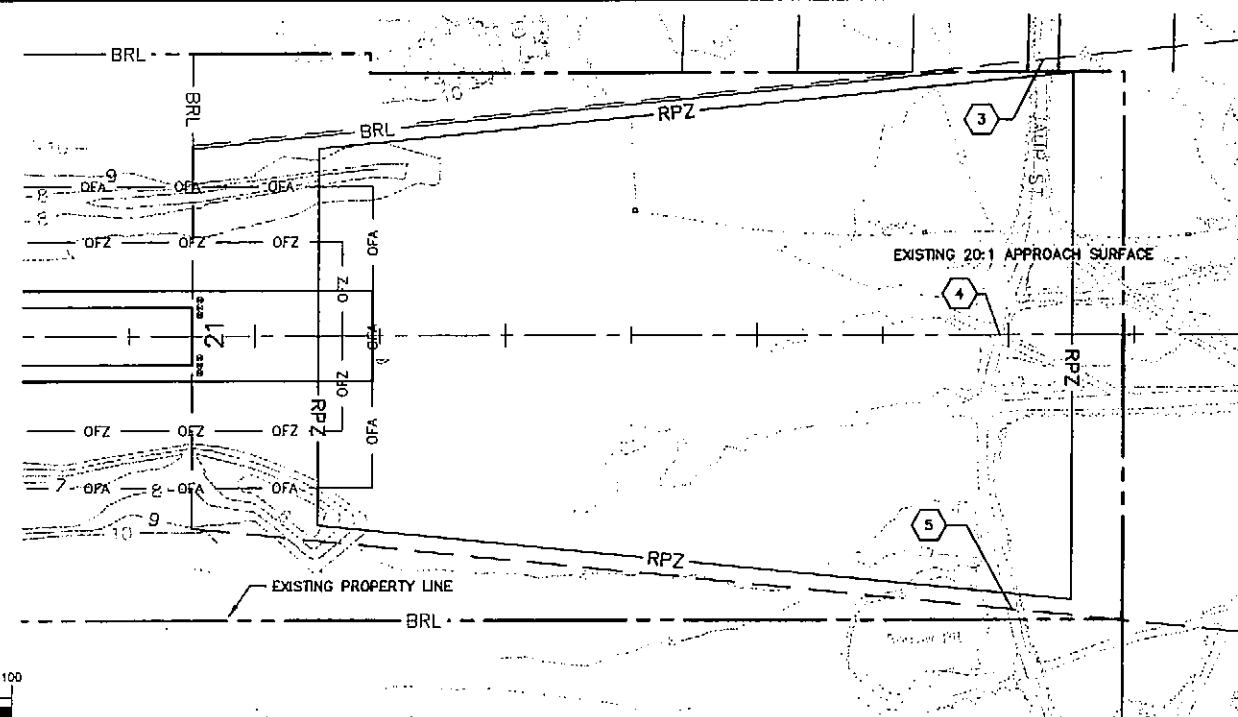 BRL
BRL
BRL
RPZ
3
9
OFA
OFA
OFA
8
8
OFZ
OFZ
OFZ
OFA
OFZ
EXISTING 20:1 APPROACH SURFACE
4
21
OFA
OFZ
RPZ
RPZ
OFZ
OFZ
OFZ
OFA
7
OFA
8
OFA
OFA
9
10
5
RPZ
EXISTING PROPERTY LINE
BRL
100